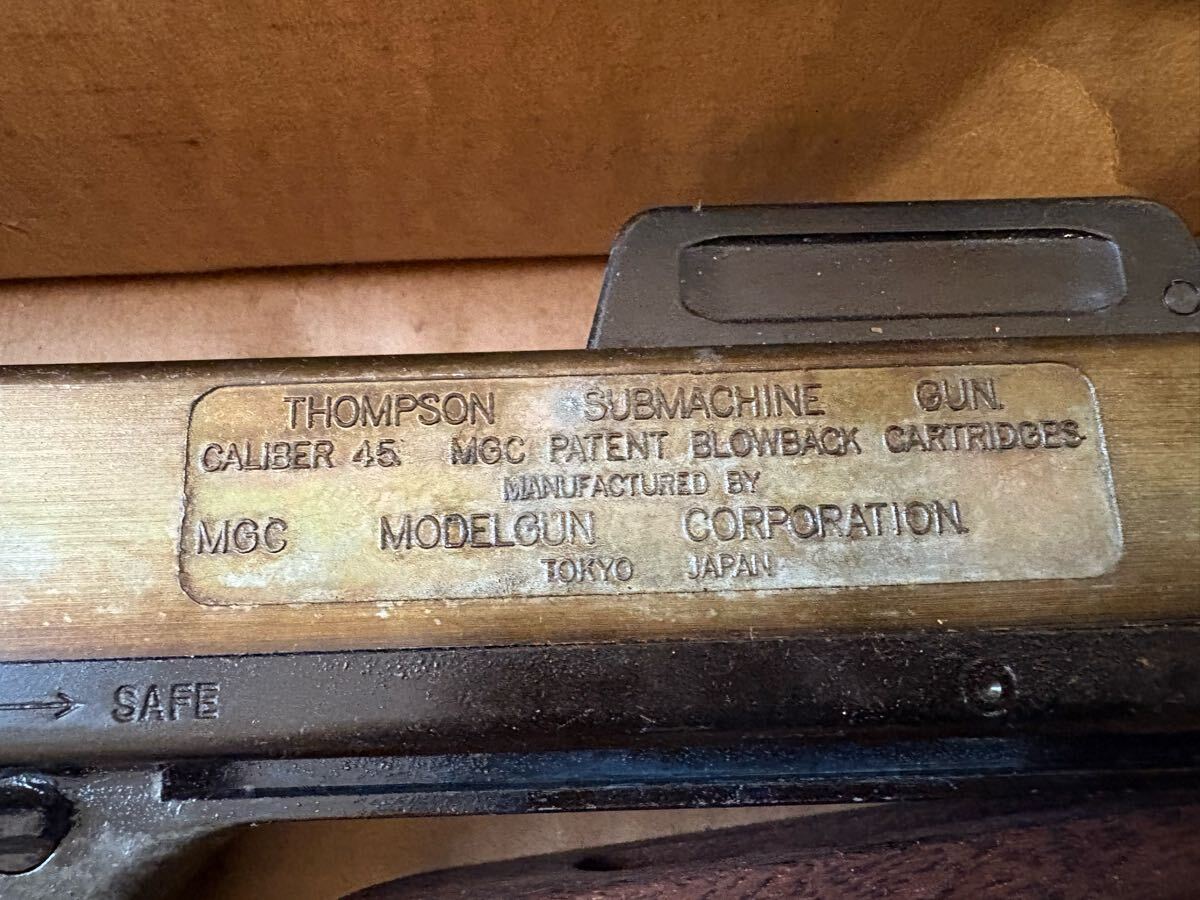 THOMPSON SUBMACHINE GUN.
CALIBER 45. MGC PATENT BLOWBACK CARTRIDGES
MANUFACTURED BY
MGC MODELGUN CORPORATION.
TOKYO JAPAN
SAFE